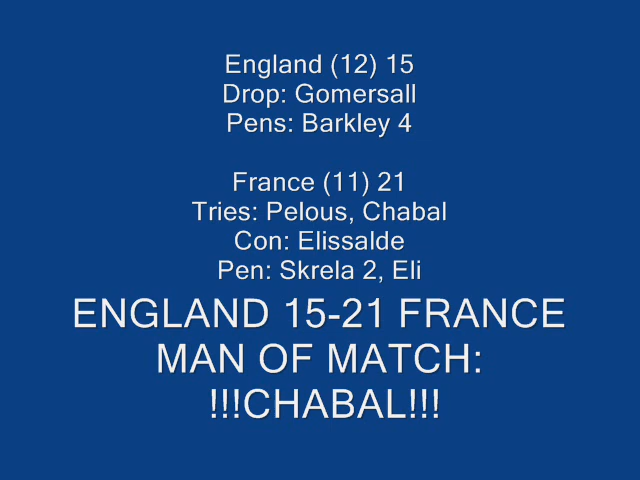 England (12) 15
Drop: Gomersall
Pens: Barkley 4
France (11) 21
Tries: Pelous, Chabal
Con: Elissalde
Pen: Skrela 2, Eli
ENGLAND 15-21 FRANCE
MAN OF MATCH:
!!!CHABAL!!!